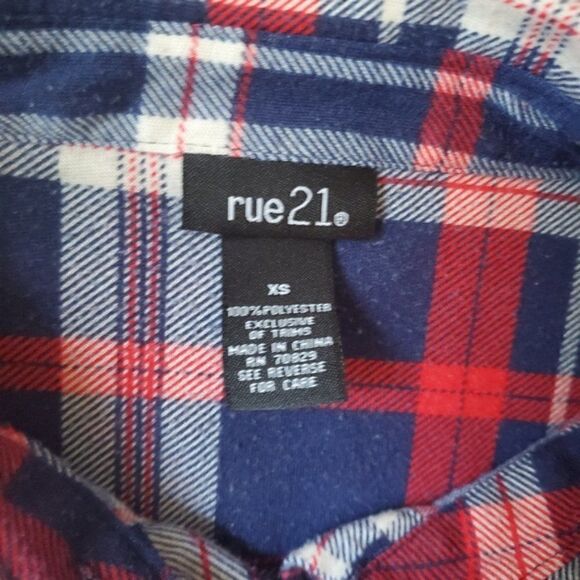 rue21®
XS
100%POLYESTER
EXCLUSIVE
OF TRIMS
MADE IN CHINA
RN 70829
SEE REVERSE
FOR CARE